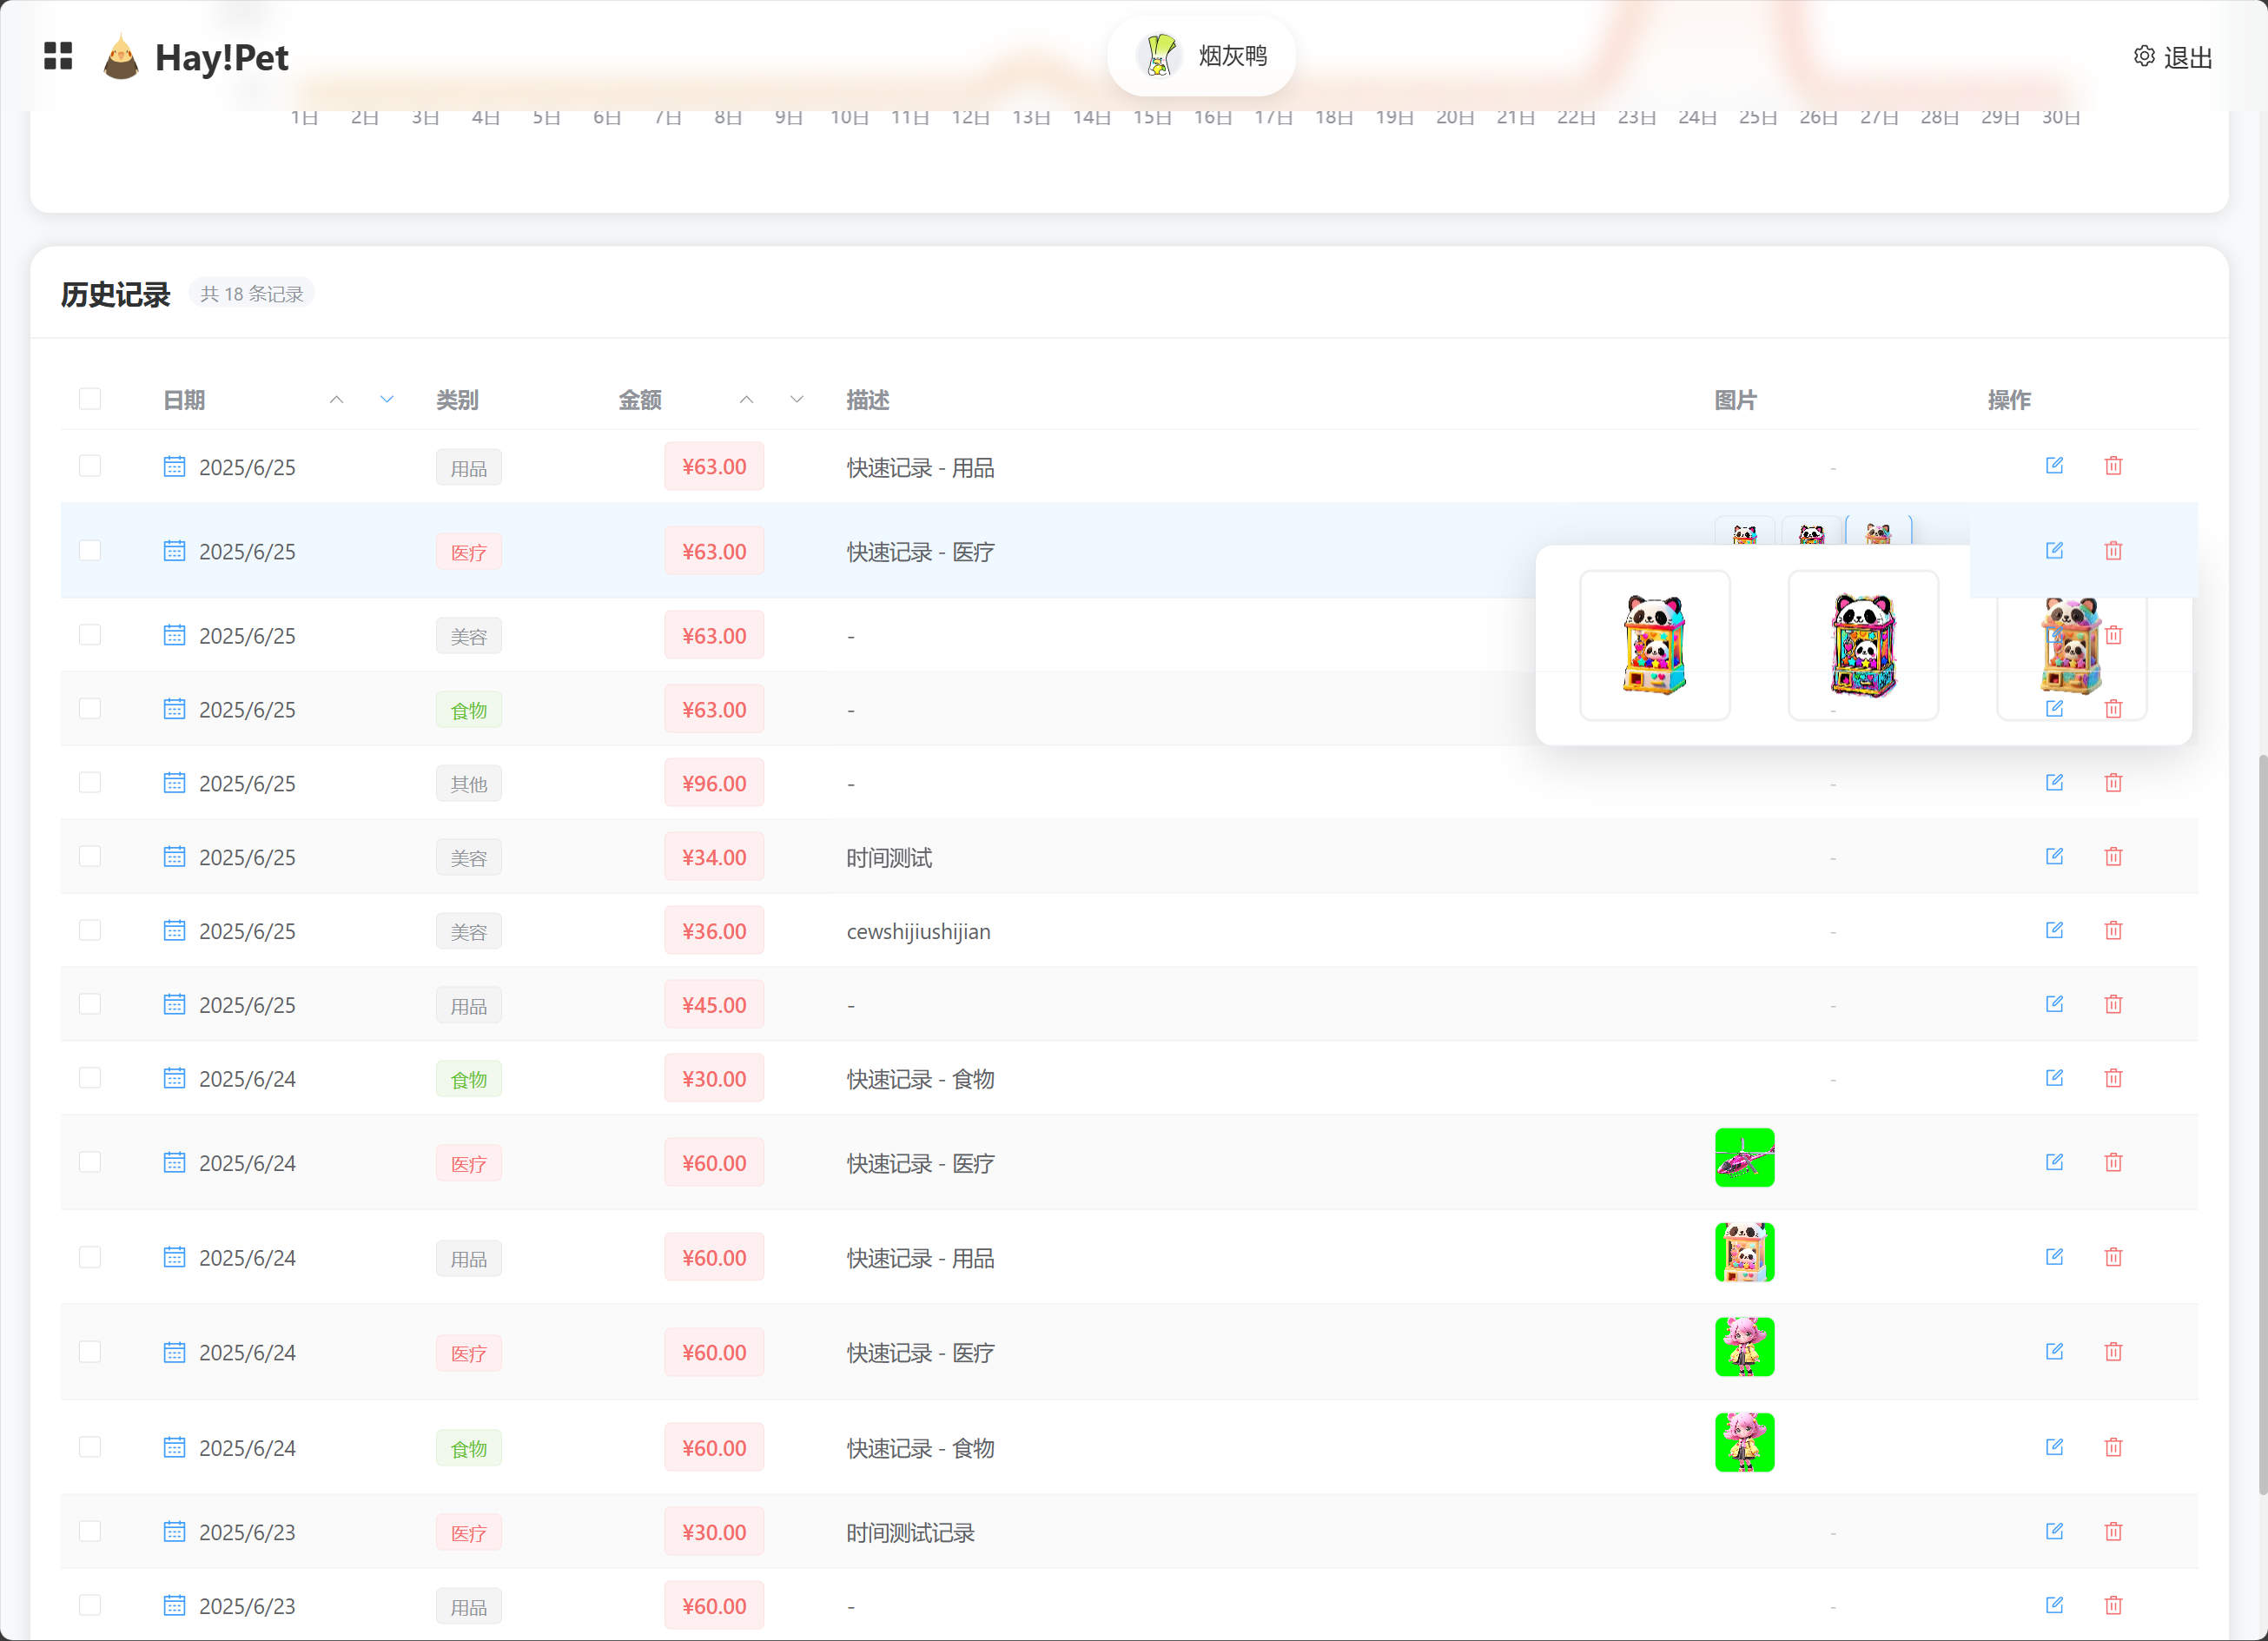 Hay!Pet
烟灰鸭
退出
1日 2日 3日 4日 5日 6日 7日 8日 9日 10日 11日 12日 13日 14日 15日 16日 17日 18日 19日 20日 21日 22日 23日 24日 25日 26日 27日 28日 29日 30日
历史记录 共 18 条记录
日期 类别 金额 描述 图片 操作
2025/6/25 用品 ¥63.00 快速记录 - 用品 -
2025/6/25 医疗 ¥63.00 快速记录 - 医疗
2025/6/25 美容 ¥63.00 -
2025/6/25 食物 ¥63.00 - -
2025/6/25 其他 ¥96.00 - -
2025/6/25 美容 ¥34.00 时间测试 -
2025/6/25 美容 ¥36.00 cewshijiushijian -
2025/6/25 用品 ¥45.00 - -
2025/6/24 食物 ¥30.00 快速记录 - 食物 -
2025/6/24 医疗 ¥60.00 快速记录 - 医疗
2025/6/24 用品 ¥60.00 快速记录 - 用品
2025/6/24 医疗 ¥60.00 快速记录 - 医疗
2025/6/24 食物 ¥60.00 快速记录 - 食物
2025/6/23 医疗 ¥30.00 时间测试记录 -
2025/6/23 用品 ¥60.00 - -